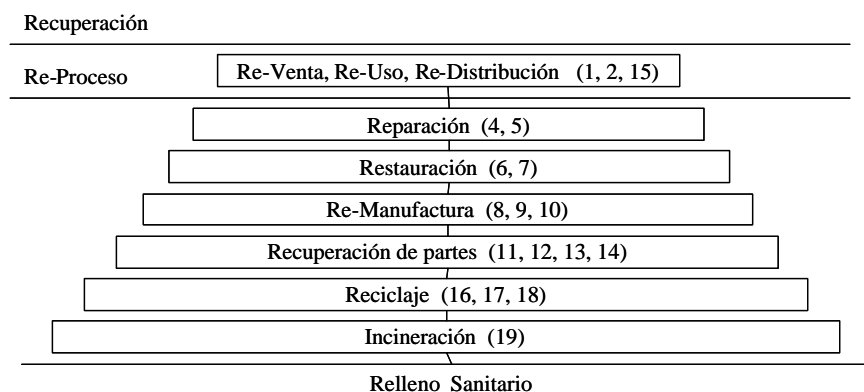 Recuperación
Re-Proceso
Re-Venta, Re-Uso, Re-Distribución (1, 2, 15)
Reparación (4, 5)
Restauración (6, 7)
Re-Manufactura (8, 9, 10)
Recuperación de partes (11, 12, 13, 14)
Reciclaje (16, 17, 18)
Incineración (19)
Relleno Sanitario